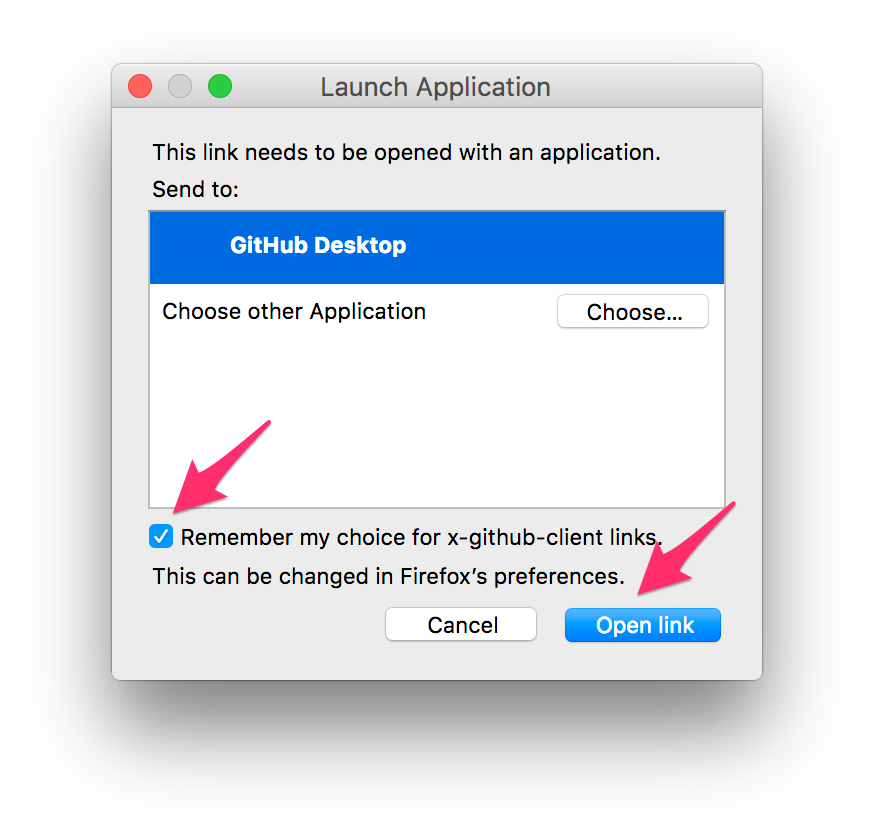 Launch Application
This link needs to be opened with an application.
Send to:
GitHub Desktop
Choose other Application
Choose...
Remember my choice for x-github-client links.
This can be changed in Firefox's preferences.
Cancel
Open link